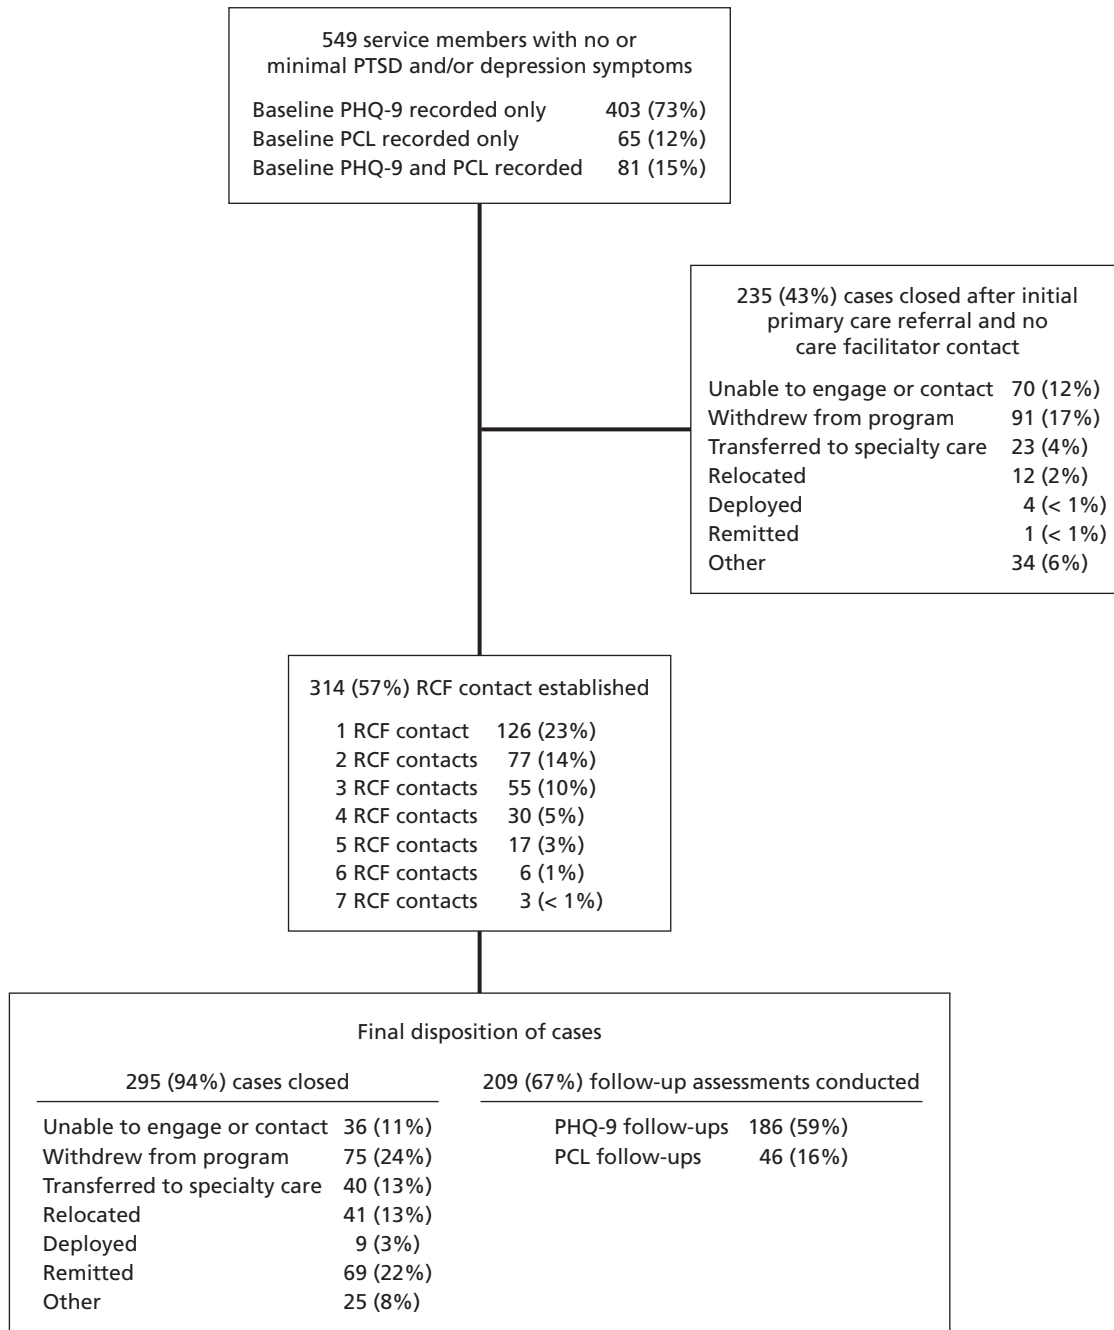 549 service members with no or
minimal PTSD and/or depression symptoms
Baseline PHQ-9 recorded only 403 (73%)
Baseline PCL recorded only 65 (12%)
Baseline PHQ-9 and PCL recorded 81 (15%)
235 (43%) cases closed after initial
primary care referral and no
care facilitator contact
Unable to engage or contact 70 (12%)
Withdrew from program 91 (17%)
Transferred to specialty care 23 (4%)
Relocated 12 (2%)
Deployed 4 (< 1%)
Remitted 1 (< 1%)
Other 34 (6%)
314 (57%) RCF contact established
1 RCF contact 126 (23%)
2 RCF contacts 77 (14%)
3 RCF contacts 55 (10%)
4 RCF contacts 30 (5%)
5 RCF contacts 17 (3%)
6 RCF contacts 6 (1%)
7 RCF contacts 3 (< 1%)
Final disposition of cases
295 (94%) cases closed
Unable to engage or contact 36 (11%)
Withdrew from program 75 (24%)
Transferred to specialty care 40 (13%)
Relocated 41 (13%)
Deployed 9 (3%)
Remitted 69 (22%)
Other 25 (8%)
209 (67%) follow-up assessments conducted
PHQ-9 follow-ups 186 (59%)
PCL follow-ups 46 (16%)